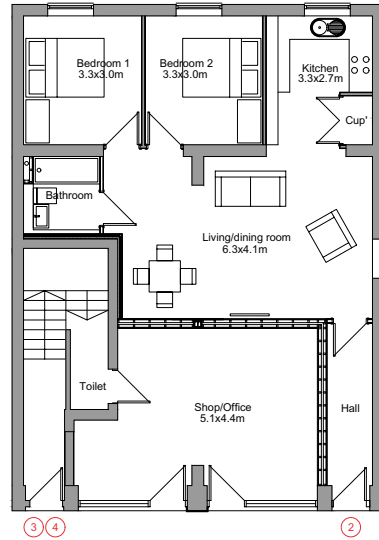 Bedroom 1
3.3x3.0m
Bedroom 2
3.3x3.0m
Kitchen
3.3x2.7m
Cup'
Bathroom
Living/dining room
6.3x4.1m
Toilet
Shop/Office
5.1x4.4m
Hall
3 4
2